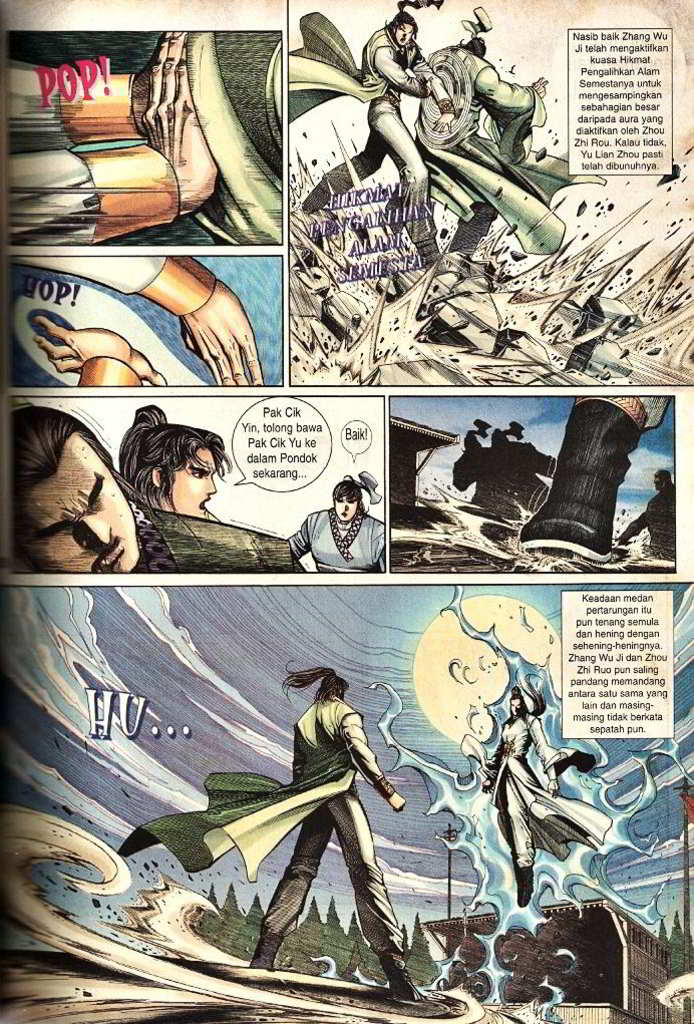 POP!
Nasib baik Zhang Wu
Ji telah mengaktifkan
kuasa Hikmat
Pengalihkan Alam
Semestanya untuk
mengesampingkan
sebahagian besar
daripada aura yang
diaktifkan oleh Zhou
Zhi Rou. Kalau tidak,
Yu Lian Zhou pasti
telah dibunuhnya.
HIKMAT
PENGALIHAN
ALAM
SEMESTA
HOP!
Pak Cik
Yin, tolong bawa
Pak Cik Yu ke
dalam Pondok
sekarang...
Baik!
Keadaan medan
pertarungan itu
pun tenang semula
dan hening dengan
sehening-heningnya.
Zhang Wu Ji dan Zhou
Zhi Ruo pun saling
pandang memandang
antara satu sama yang
lain dan masing-
masing tidak berkata
sepatah pun.
HU...